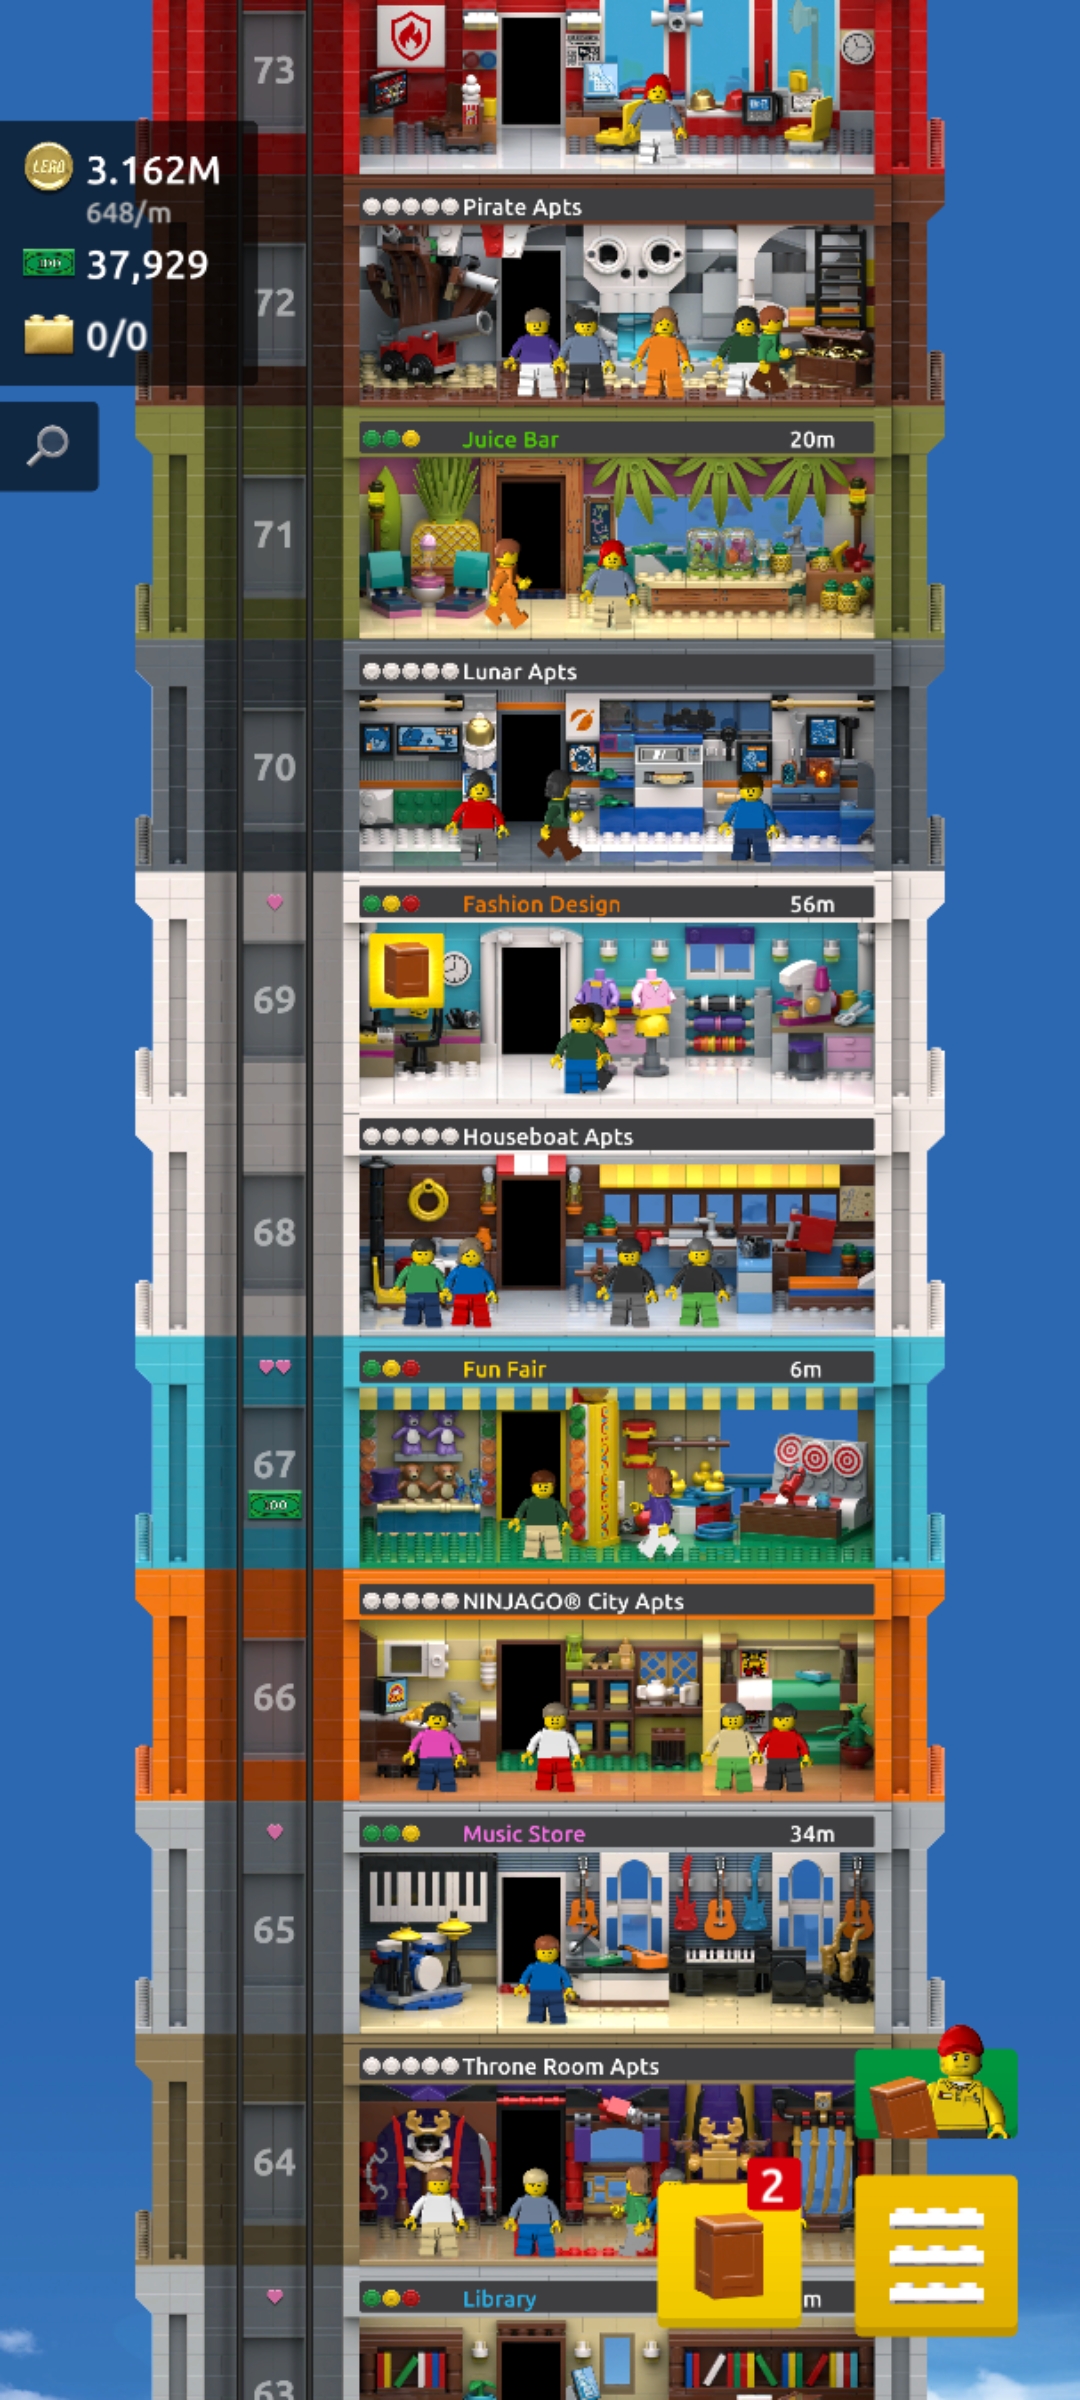 73
LEGO
3.162M
648/m
37,929
0/0
Pirate Apts
72
Juice Bar 20m
71
Lunar Apts
70
Fashion Design 56m
69
Houseboat Apts
68
Fun Fair 6m
67
NINJAGO® City Apts
66
Music Store 34m
65
Throne Room Apts
64
2
Library m
63